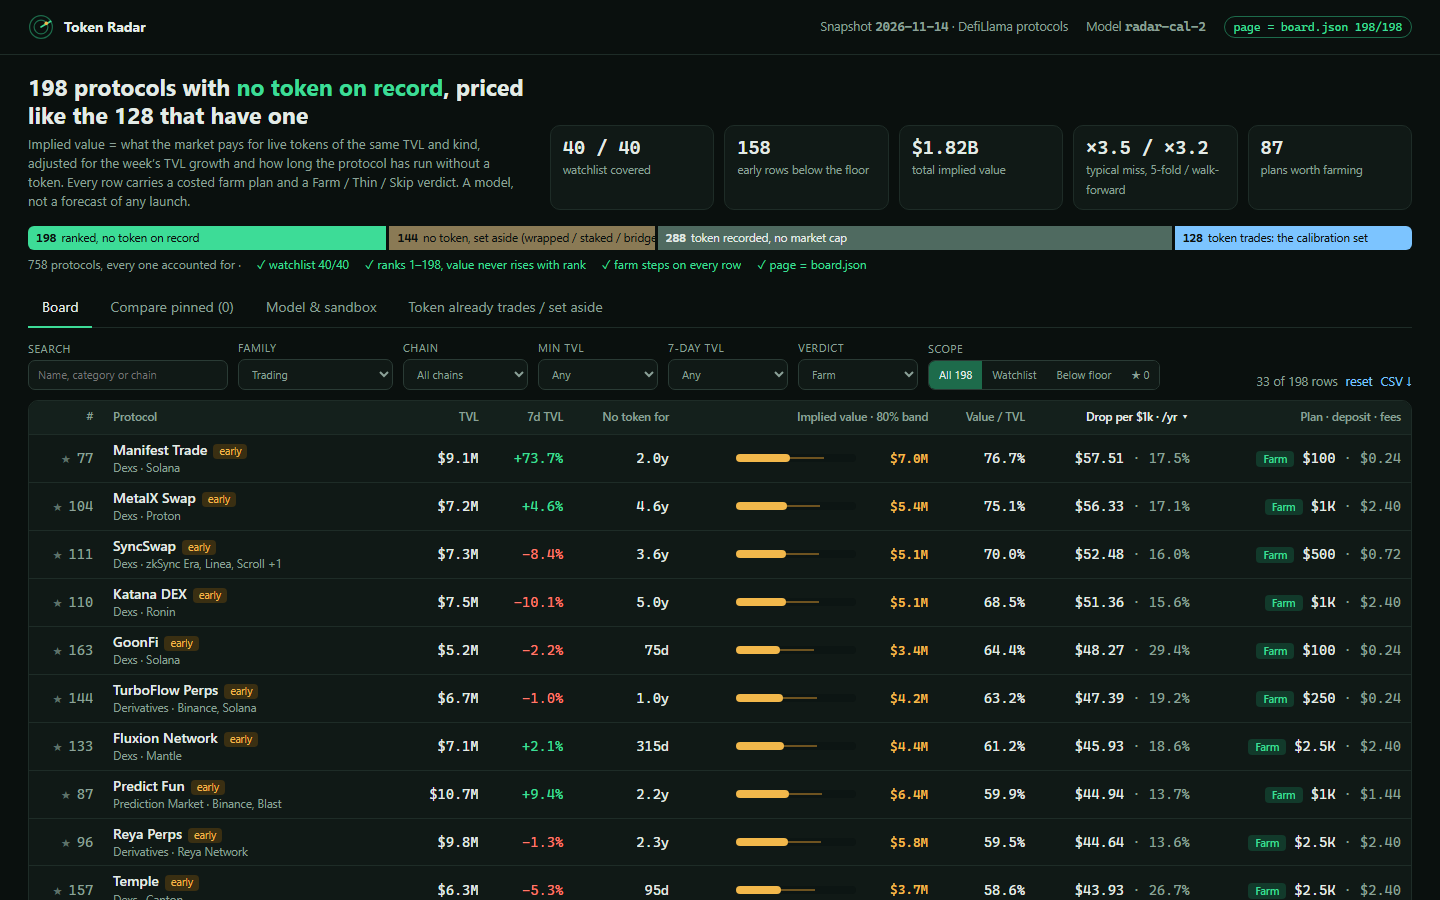 Token Radar
Snapshot 2026-11-14 · DefiLlama protocols
Model radar-cal-2
page = board.json 198/198
198 protocols with no token on record, priced
like the 128 that have one
Implied value = what the market pays for live tokens of the same TVL and kind,
adjusted for the week's TVL growth and how long the protocol has run without a
token. Every row carries a costed farm plan and a Farm / Thin / Skip verdict. A model,
not a forecast of any launch.
40 / 40
watchlist covered
158
early rows below the floor
$1.82B
total implied value
×3.5 / ×3.2
typical miss, 5-fold / walk-
forward
87
plans worth farming
198 ranked, no token on record
144 no token, set aside (wrapped / staked / bridge
288 token recorded, no market cap
128 token trades: the calibration set
758 protocols, every one accounted for · ✓ watchlist 40/40 ✓ ranks 1–198, value never rises with rank ✓ farm steps on every row ✓ page = board.json
Board
Compare pinned (0)
Model & sandbox
Token already trades / set aside
SEARCH
Name, category or chain
FAMILY
Trading
CHAIN
All chains
MIN TVL
Any
7-DAY TVL
Any
VERDICT
Farm
SCOPE
All 198 Watchlist Below floor ★ 0
33 of 198 rows reset CSV ↓
# Protocol TVL 7d TVL No token for Implied value · 80% band Value / TVL Drop per $1k · /yr ▼ Plan · deposit · fees
★ 77 Manifest Trade early $9.1M +73.7% 2.0y $7.0M 76.7% $57.51 · 17.5% Farm $100 · $0.24
Dexs · Solana
★ 104 MetalX Swap early $7.2M +4.6% 4.6y $5.4M 75.1% $56.33 · 17.1% Farm $1K · $2.40
Dexs · Proton
★ 111 SyncSwap early $7.3M −8.4% 3.6y $5.1M 70.0% $52.48 · 16.0% Farm $500 · $0.72
Dexs · zkSync Era, Linea, Scroll +1
★ 110 Katana DEX early $7.5M −10.1% 5.0y $5.1M 68.5% $51.36 · 15.6% Farm $1K · $2.40
Dexs · Ronin
★ 163 GoonFi early $5.2M −2.2% 75d $3.4M 64.4% $48.27 · 29.4% Farm $100 · $0.24
Dexs · Solana
★ 144 TurboFlow Perps early $6.7M −1.0% 1.0y $4.2M 63.2% $47.39 · 19.2% Farm $250 · $0.24
Derivatives · Binance, Solana
★ 133 Fluxion Network early $7.1M +2.1% 315d $4.4M 61.2% $45.93 · 18.6% Farm $2.5K · $2.40
Dexs · Mantle
★ 87 Predict Fun early $10.7M +9.4% 2.2y $6.4M 59.9% $44.94 · 13.7% Farm $1K · $1.44
Prediction Market · Binance, Blast
★ 96 Reya Perps early $9.8M −1.3% 2.3y $5.8M 59.5% $44.64 · 13.6% Farm $2.5K · $2.40
Derivatives · Reya Network
★ 157 Temple early $6.3M −5.3% 95d $3.7M 58.6% $43.93 · 26.7% Farm $2.5K · $2.40
Dexs · Canton